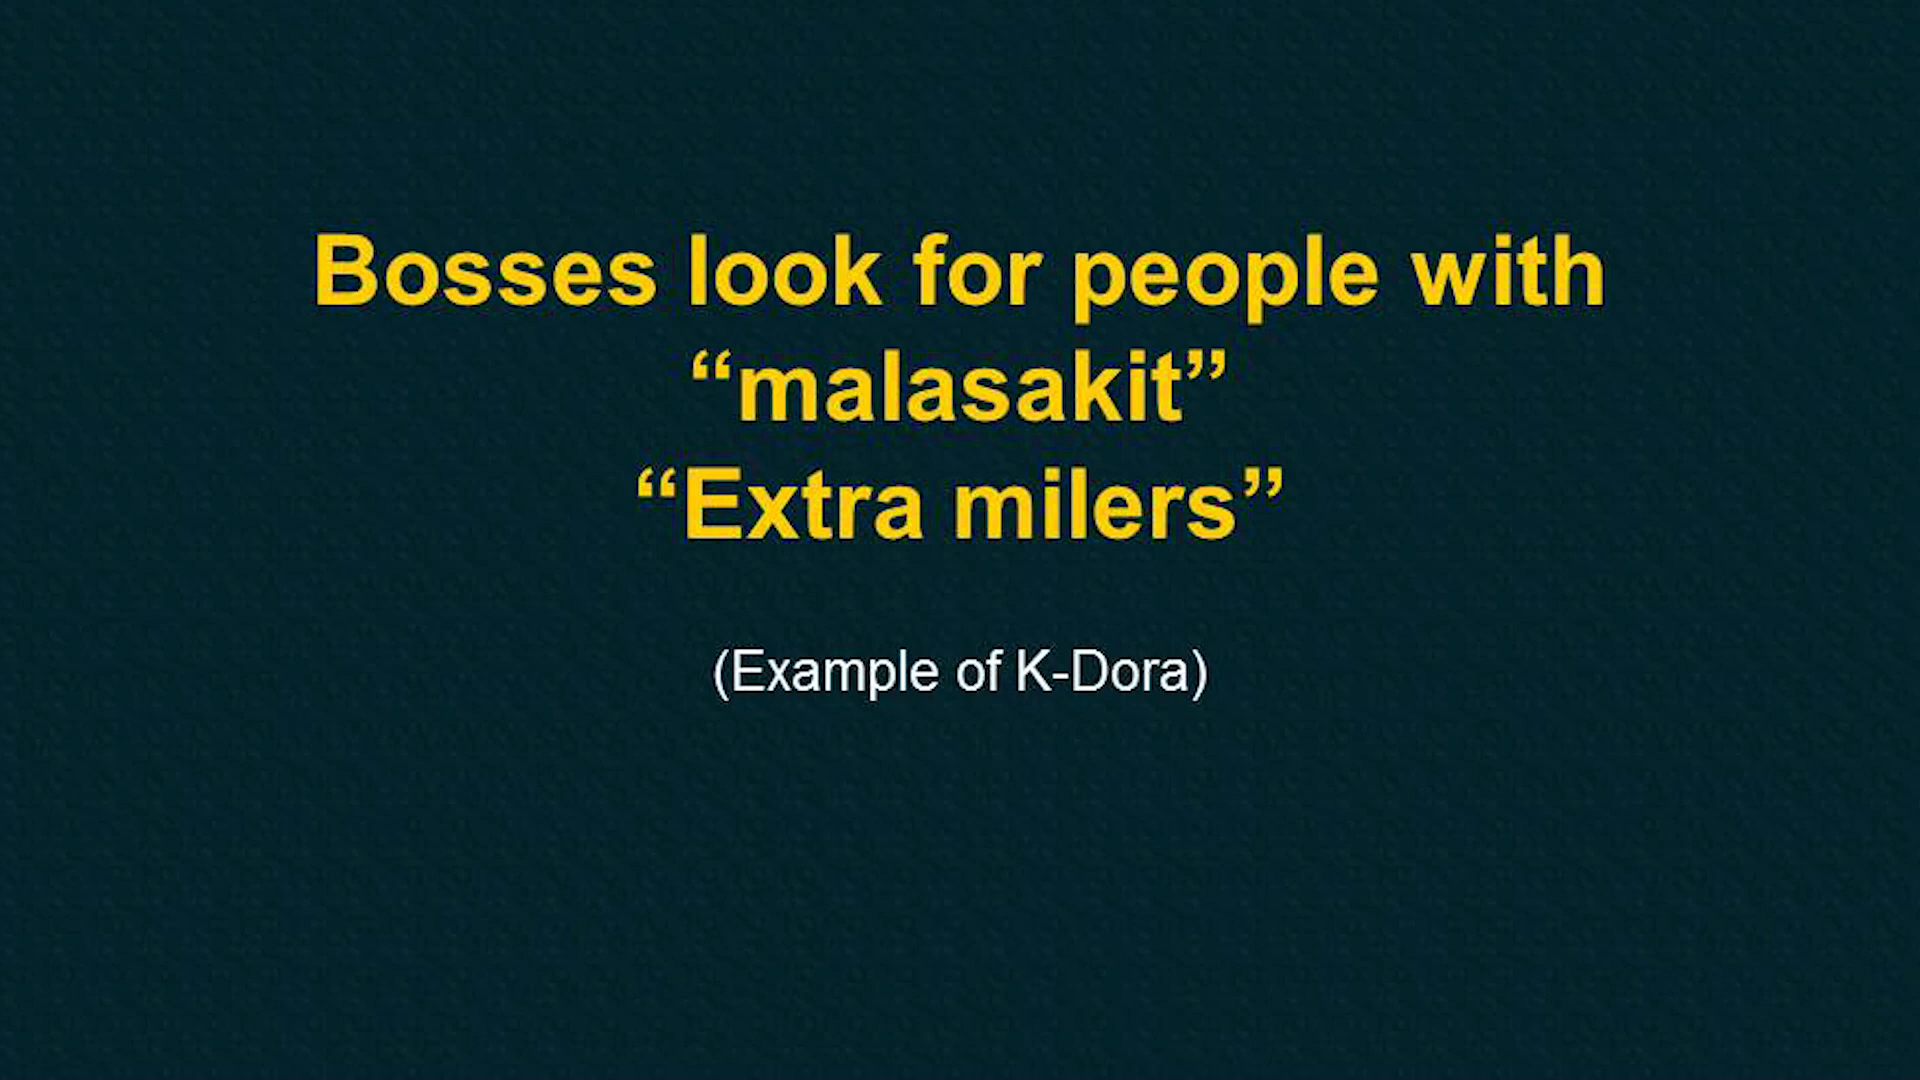 Bosses look for people with
“malasakit”
“Extra milers”
(Example of K-Dora)